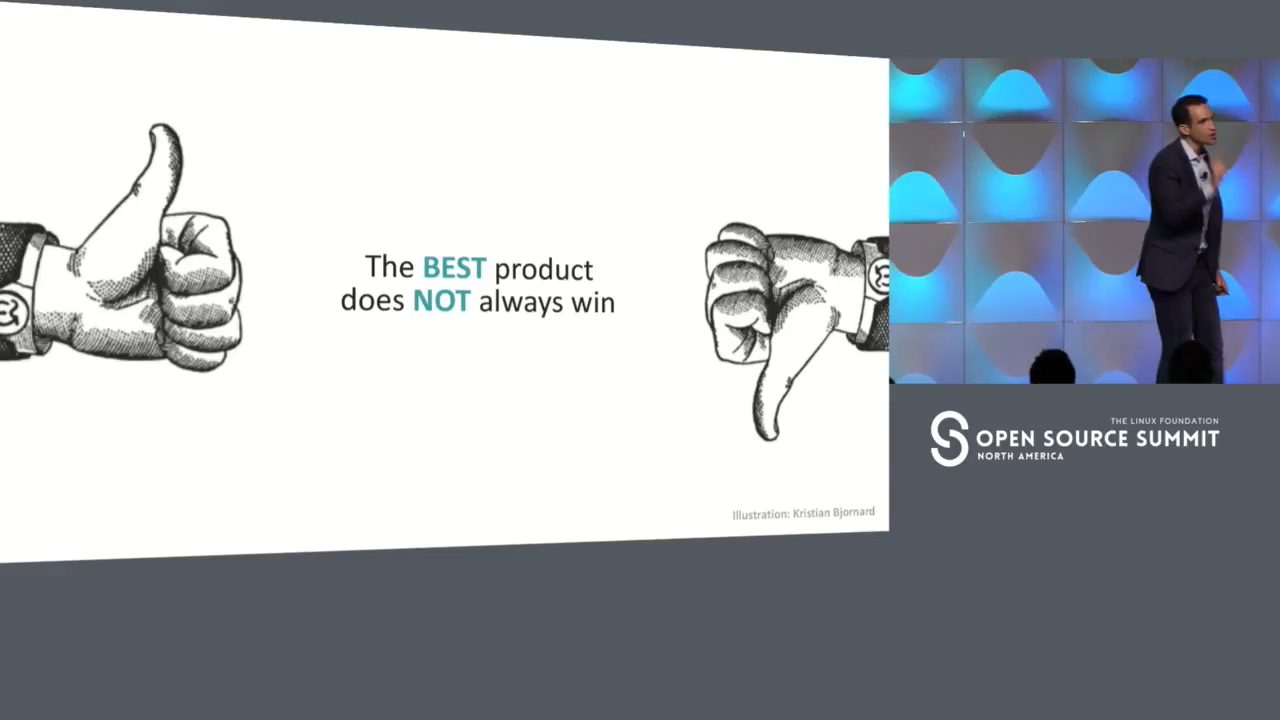 The BEST product
does NOT always win
Illustration: Kristian Bjornard
THE LINUX FOUNDATION
OPEN SOURCE SUMMIT
NORTH AMERICA